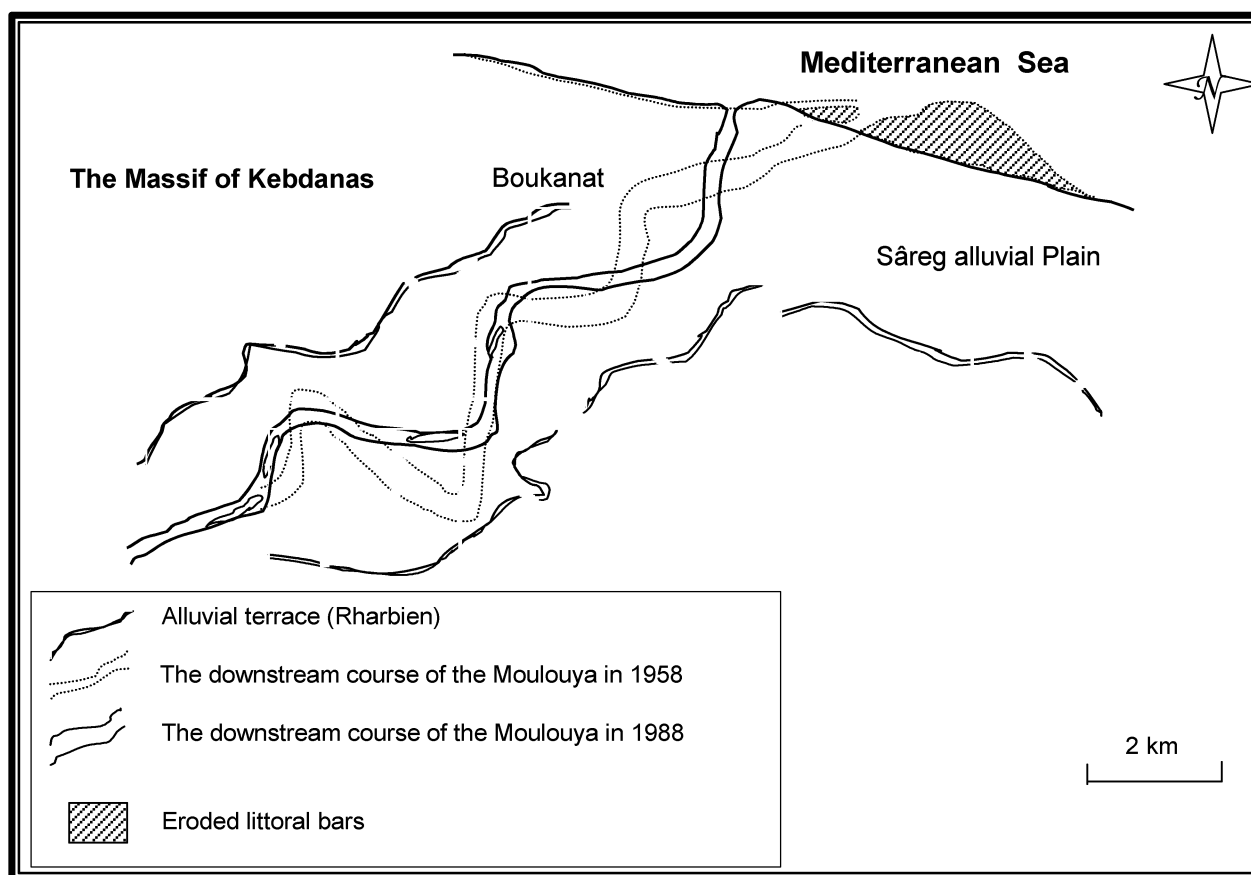 Mediterranean Sea
N
The Massif of Kebdanas
Boukanat
Sâreg alluvial Plain
Alluvial terrace (Rharbien)
The downstream course of the Moulouya in 1958
The downstream course of the Moulouya in 1988
2 km
Eroded littoral bars